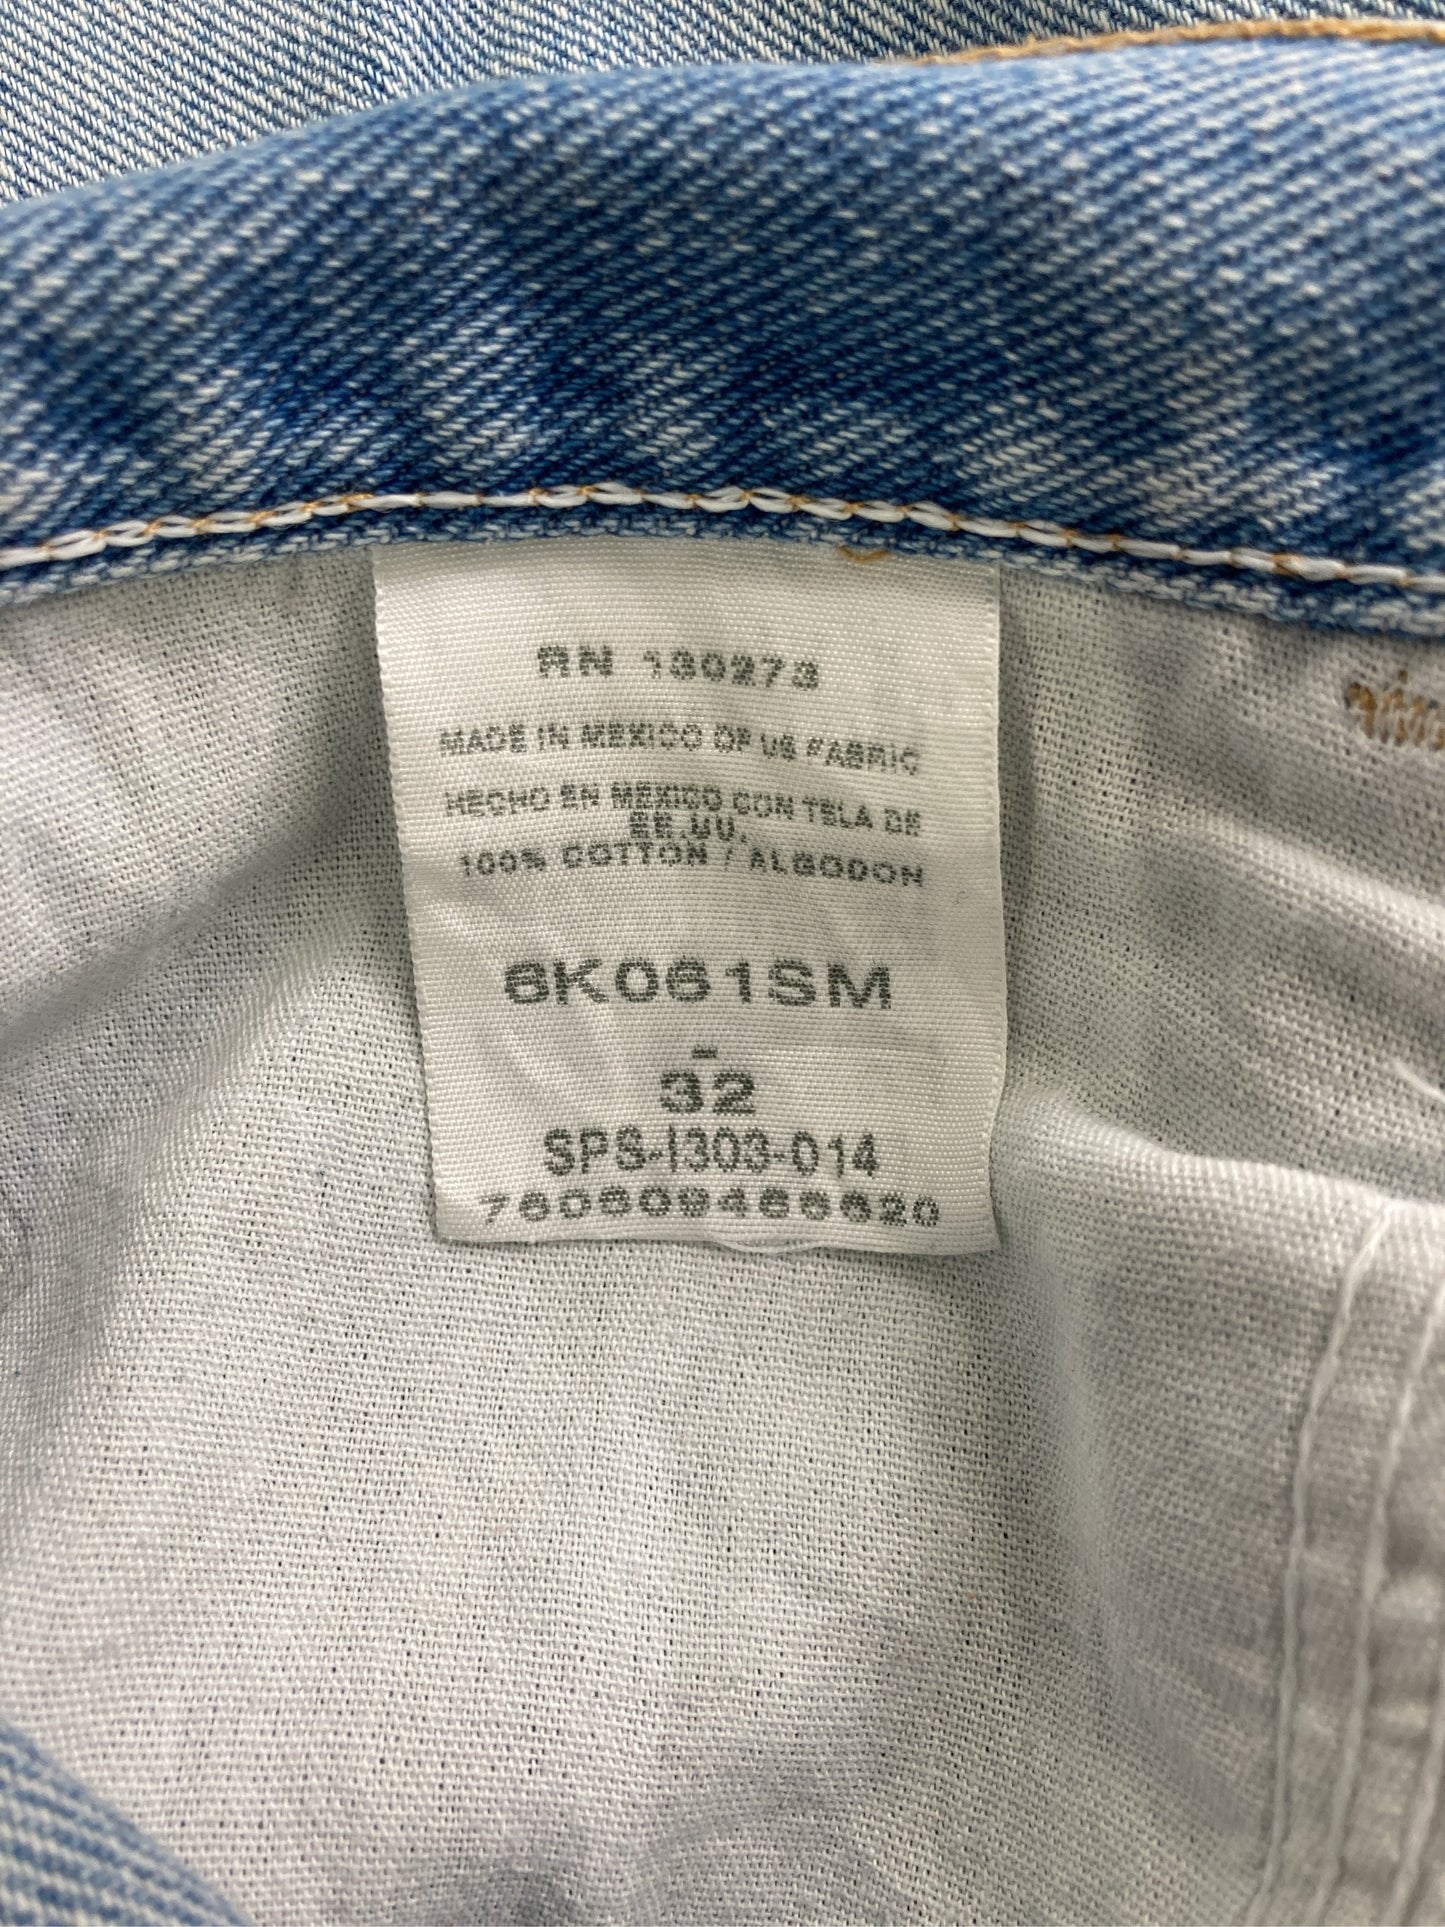 RN 130273
MADE IN MEXICO OF US FABRIC
HECHO EN MEXICO CON TELA DE
EE.UU.
100% COTTON / ALGODON
6K061SM
-
32
SPS-I303-014